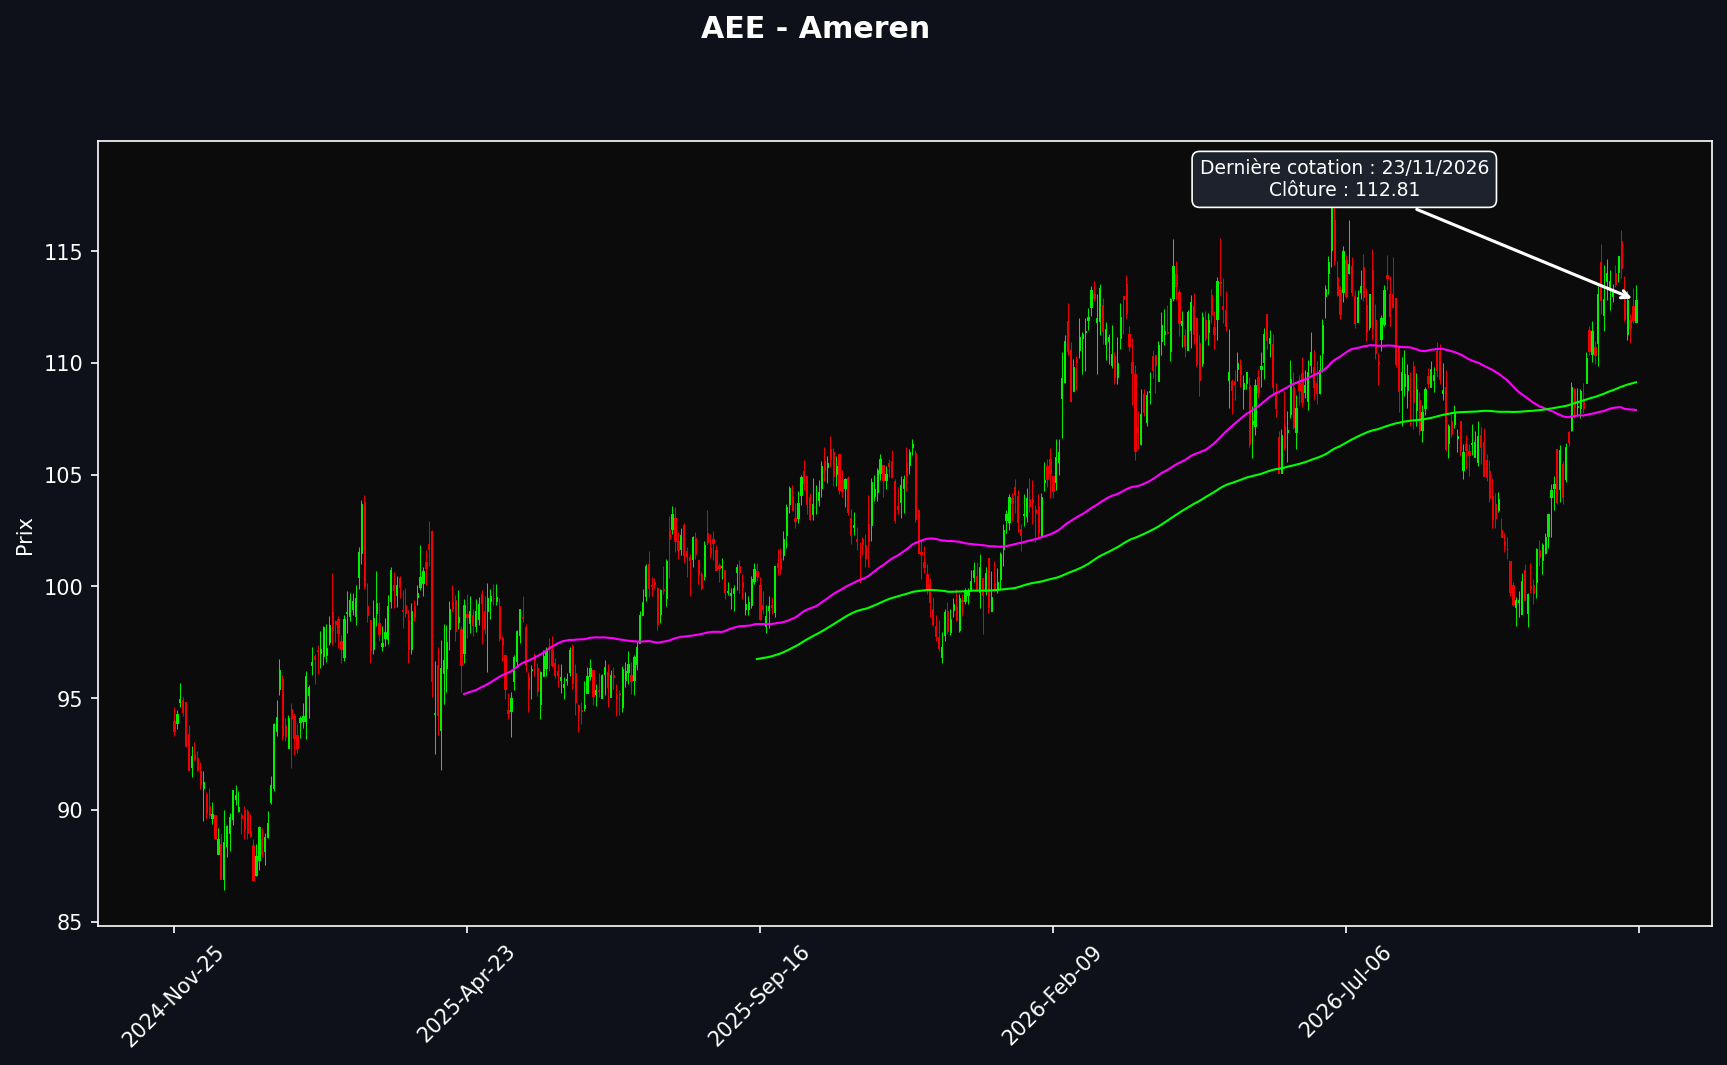 AEE - Ameren
Dernière cotation : 23/11/2026
Clôture : 112.81
Prix
115
110
105
100
95
90
85
2024-Nov-25
2025-Apr-23
2025-Sep-16
2026-Feb-09
2026-Jul-06